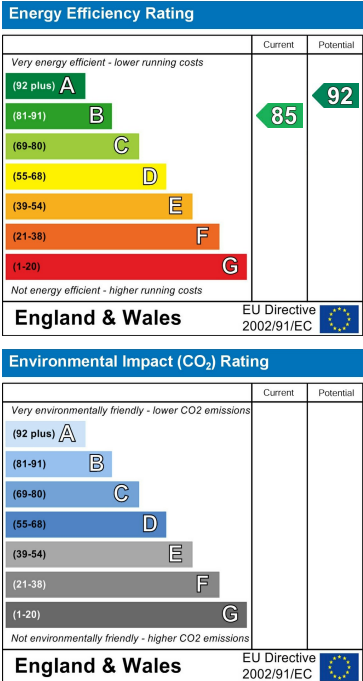 Energy Efficiency Rating
Current Potential
Very energy efficient - lower running costs
(92 plus) A
(81-91) B
(69-80) C
(55-68) D
(39-54) E
(21-38) F
(1-20) G
85
92
Not energy efficient - higher running costs
England & Wales
EU Directive
2002/91/EC
Environmental Impact (CO₂) Rating
Current Potential
Very environmentally friendly - lower CO2 emissions
(92 plus) A
(81-91) B
(69-80) C
(55-68) D
(39-54) E
(21-38) F
(1-20) G
Not environmentally friendly - higher CO2 emissions
England & Wales
EU Directive
2002/91/EC